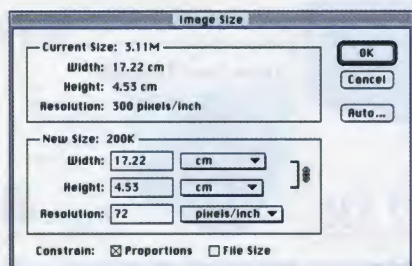 Image Size
Current Size: 3.11M
OK
Width: 17.22 cm
Cancel
Height: 4.53 cm
Resolution: 300 pixels/inch
Auto...
New Size: 200K
Width: 17.22 cm
Height: 4.53 cm
Resolution: 72 pixels/inch
Constrain: Proportions File Size